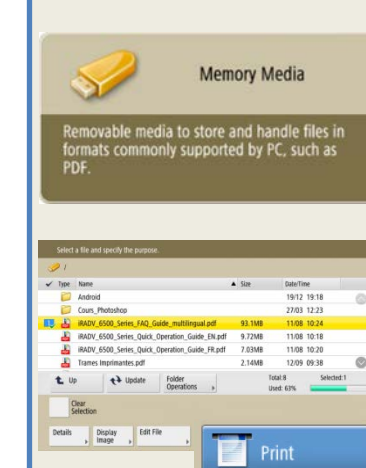 Memory Media
Removable media to store and handle files in
formats commonly supported by PC, such as
PDF.
Select a file and specify the purpose.
/
✓ Type Name ▲ Size Date/Time
Android 19/12 19:18
Cours_Photoshop 27/03 12:23
iRADV_6500_Series_FAQ_Guide_multilingual.pdf 93.1MB 11/08 10:24
iRADV_6500_Series_Quick_Operation_Guide_EN.pdf 9.72MB 11/08 10:18
iRADV_6500_Series_Quick_Operation_Guide_FR.pdf 7.03MB 11/08 10:20
Trames Imprimantes.pdf 2.14MB 12/09 09:38
Up Update Folder Operations Total:8 Selected:1
Used: 63%
Clear
Selection
Details Display Image Edit File
Print